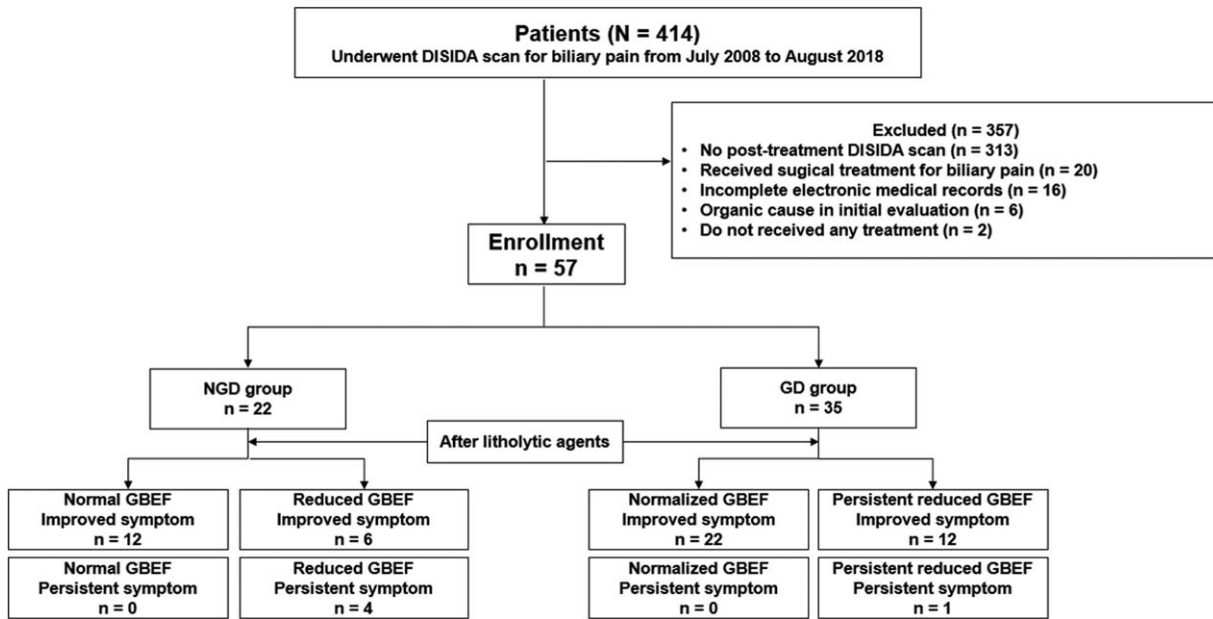 Patients (N = 414)
Underwent DISIDA scan for biliary pain from July 2008 to August 2018
Excluded (n = 357)
• No post-treatment DISIDA scan (n = 313)
• Received sugical treatment for biliary pain (n = 20)
• Incomplete electronic medical records (n = 16)
• Organic cause in initial evaluation (n = 6)
• Do not received any treatment (n = 2)
Enrollment
n = 57
NGD group
n = 22
GD group
n = 35
After litholytic agents
Normal GBEF
Improved symptom
n = 12
Reduced GBEF
Improved symptom
n = 6
Normalized GBEF
Improved symptom
n = 22
Persistent reduced GBEF
Improved symptom
n = 12
Normal GBEF
Persistent symptom
n = 0
Reduced GBEF
Persistent symptom
n = 4
Normalized GBEF
Persistent symptom
n = 0
Persistent reduced GBEF
Persistent symptom
n = 1